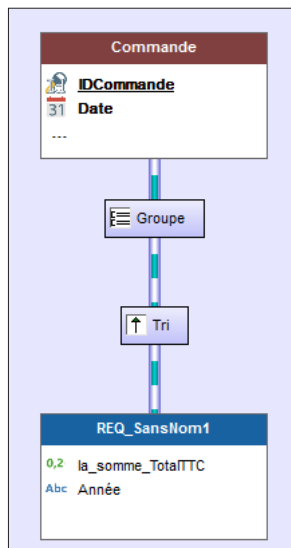 Commande
IDCommande
31 Date
...
Groupe
Tri
REQ_SansNom1
0,2 la_somme_TotalTTC
Abc Année